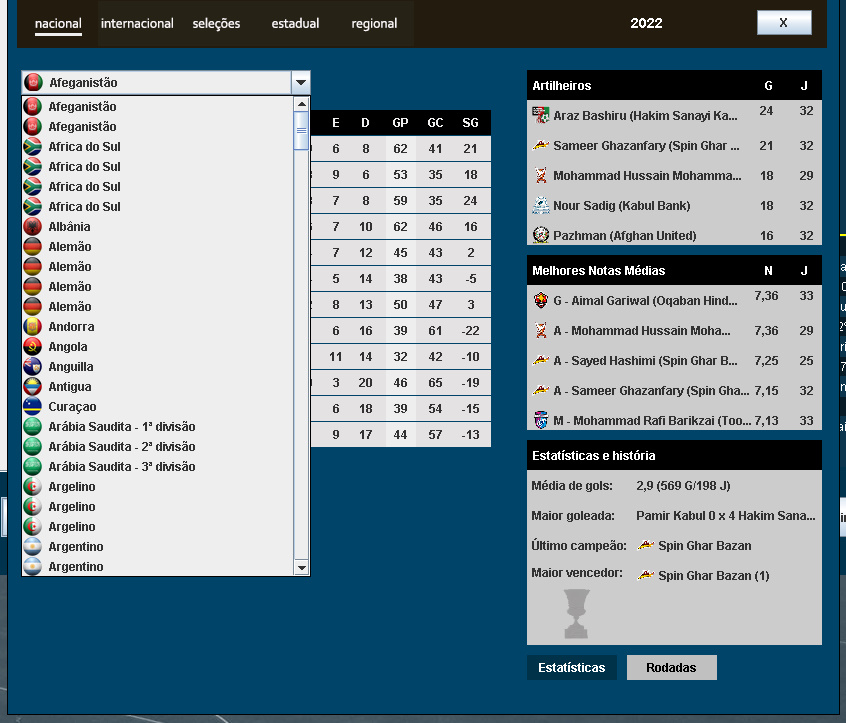 nacional internacional seleções estadual regional 2022 X
Afeganistão
Afeganistão
Afeganistão
Africa do Sul
Africa do Sul
Africa do Sul
Africa do Sul
Albânia
Alemão
Alemão
Alemão
Alemão
Andorra
Angola
Anguilla
Antigua
Curaçao
Arábia Saudita - 1ª divisão
Arábia Saudita - 2ª divisão
Arábia Saudita - 3ª divisão
Argelino
Argelino
Argelino
Argentino
Argentino
E D GP GC SG
6 8 62 41 21
9 6 53 35 18
7 8 59 35 24
7 10 62 46 16
7 12 45 43 2
5 14 38 43 -5
8 13 50 47 3
6 16 39 61 -22
11 14 32 42 -10
3 20 46 65 -19
6 18 39 54 -15
9 17 44 57 -13
Artilheiros G J
Araz Bashiru (Hakim Sanayi Ka... 24 32
Sameer Ghazanfary (Spin Ghar ... 21 32
Mohammad Hussain Mohamma... 18 29
Nour Sadig (Kabul Bank) 18 32
Pazhman (Afghan United) 16 32
Melhores Notas Médias N J
G - Aimal Gariwal (Oqaban Hind... 7,36 33
A - Mohammad Hussain Moha... 7,36 29
A - Sayed Hashimi (Spin Ghar B... 7,25 25
A - Sameer Ghazanfary (Spin Gha... 7,15 32
M - Mohammad Rafi Barikzai (Too... 7,13 33
Estatísticas e história
Média de gols: 2,9 (569 G/198 J)
Maior goleada: Pamir Kabul 0 x 4 Hakim Sana...
Último campeão: Spin Ghar Bazan
Maior vencedor: Spin Ghar Bazan (1)
Estatísticas Rodadas